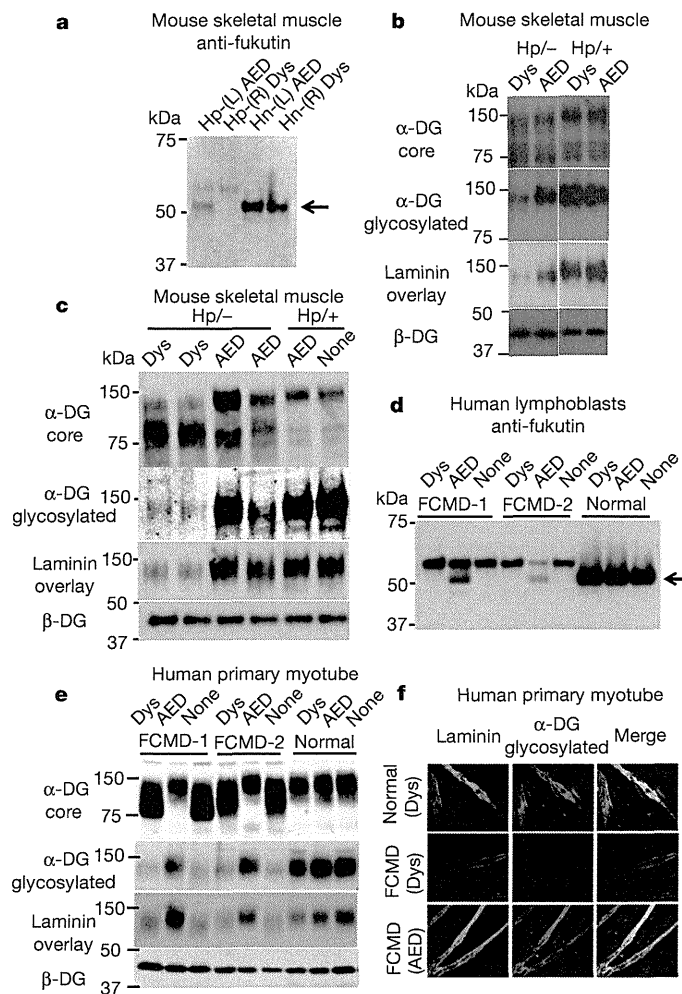 a
Mouse skeletal muscle
anti-fukutin
Hp-(L) AED
Hp-(R) Dys
Hn-(L) AED
Hn-(R) Dys
kDa
75
50
37
b
Mouse skeletal muscle
Hp/– Hp/+
Dys AED Dys AED
kDa
α-DG
core
150
75
α-DG
glycosylated
150
75
Laminin
overlay
150
50
β-DG
37
c
Mouse skeletal muscle
Hp/– Hp/+
Dys Dys AED AED AED None
kDa
α-DG
core
150
75
α-DG
glycosylated
150
Laminin
overlay
150
50
β-DG
37
d
Human lymphoblasts
anti-fukutin
Dys AED None Dys AED None Dys AED None
FCMD-1 FCMD-2 Normal
kDa
75
50
37
e
Human primary myotube
Dys AED None Dys AED None Dys AED None
FCMD-1 FCMD-2 Normal
kDa
α-DG
core
150
75
α-DG
glycosylated
150
Laminin
overlay
150
50
β-DG
37
f
Human primary myotube
Laminin α-DG glycosylated Merge
Normal
(Dys)
FCMD
(Dys)
FCMD
(AED)